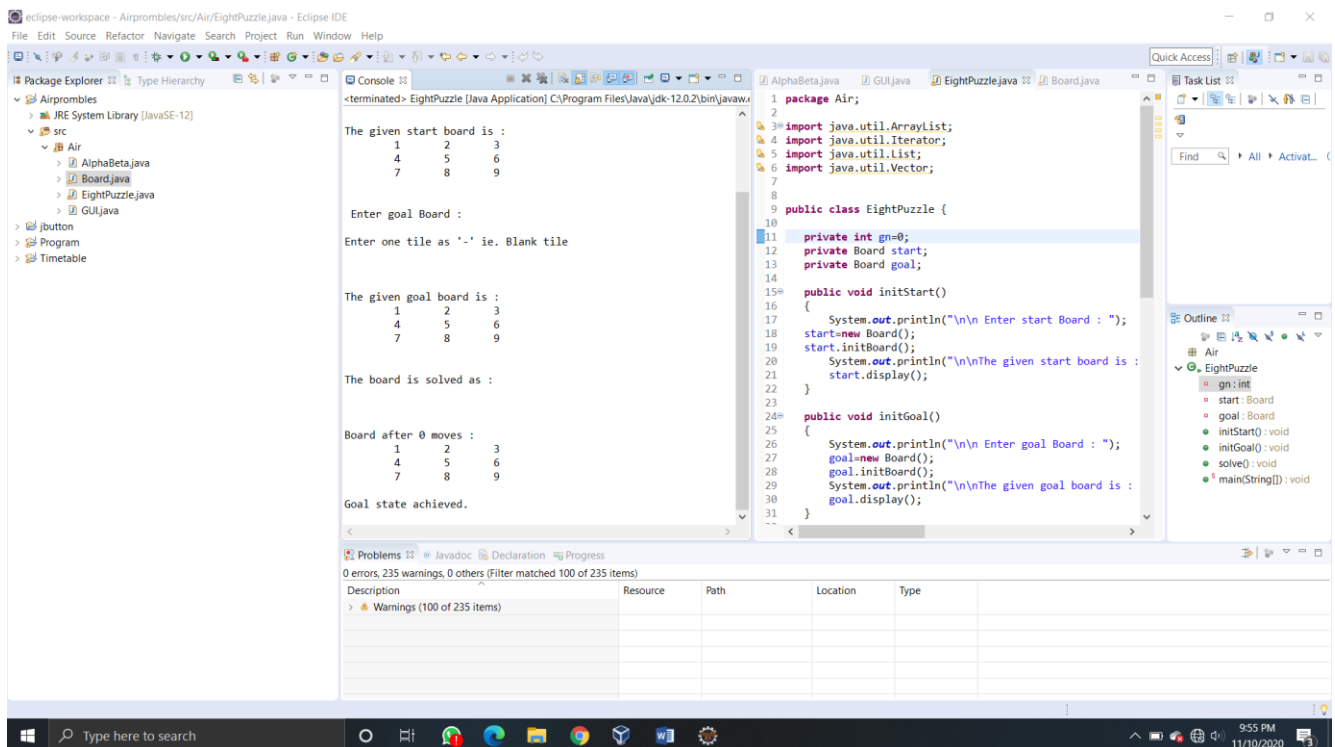 eclipse-workspace - Airprombles/src/Air/EightPuzzle.java - Eclipse IDE
File Edit Source Refactor Navigate Search Project Run Window Help
Quick Access
Package Explorer Type Hierarchy
Airprombles
JRE System Library [JavaSE-12]
src
Air
AlphaBeta.java
Board.java
EightPuzzle.java
GUI.java
jbutton
Program
Timetable
Console
<terminated> EightPuzzle [Java Application] C:\Program Files\Java\jdk-12.0.2\bin\javaw.e
The given start board is :
1 2 3
4 5 6
7 8 9
Enter goal Board :
Enter one tile as '-' ie. Blank tile
The given goal board is :
1 2 3
4 5 6
7 8 9
The board is solved as :
Board after 0 moves :
1 2 3
4 5 6
7 8 9
Goal state achieved.
AlphaBeta.java GUI.java EightPuzzle.java Board.java
1 package Air;
2
3 import java.util.ArrayList;
4 import java.util.Iterator;
5 import java.util.List;
6 import java.util.Vector;
7
8
9 public class EightPuzzle {
10
11 private int gn=0;
12 private Board start;
13 private Board goal;
14
15 public void initStart()
16 {
17 System.out.println("\n\n Enter start Board : ");
18 start=new Board();
19 start.initBoard();
20 System.out.println("\n\nThe given start board is :
21 start.display();
22 }
23
24 public void initGoal()
25 {
26 System.out.println("\n\n Enter goal Board : ");
27 goal=new Board();
28 goal.initBoard();
29 System.out.println("\n\nThe given goal board is :
30 goal.display();
31 }
Task List
Find All Activat...
Outline
Air
EightPuzzle
gn : int
start : Board
goal : Board
initStart() : void
initGoal() : void
solve() : void
main(String[]) : void
Problems Javadoc Declaration Progress
0 errors, 235 warnings, 0 others (Filter matched 100 of 235 items)
Description Resource Path Location Type
Warnings (100 of 235 items)
Type here to search
9:55 PM
11/10/2020